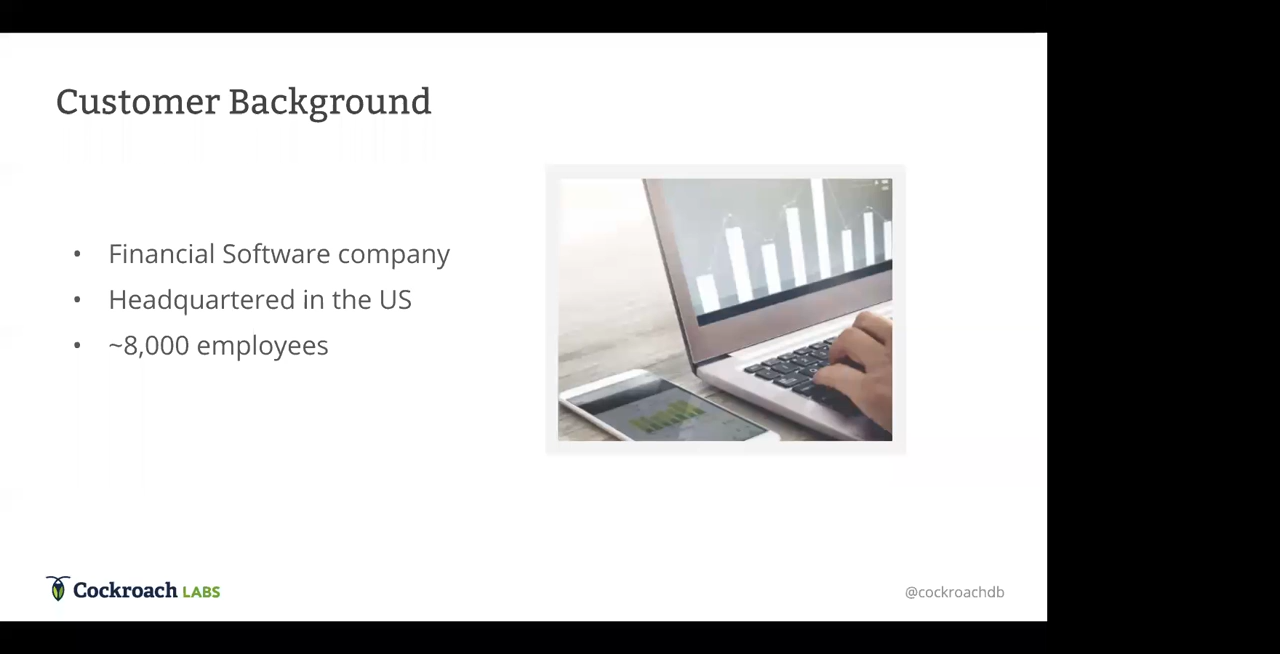 Customer Background
• Financial Software company
• Headquartered in the US
• ~8,000 employees
Cockroach LABS
@cockroachdb